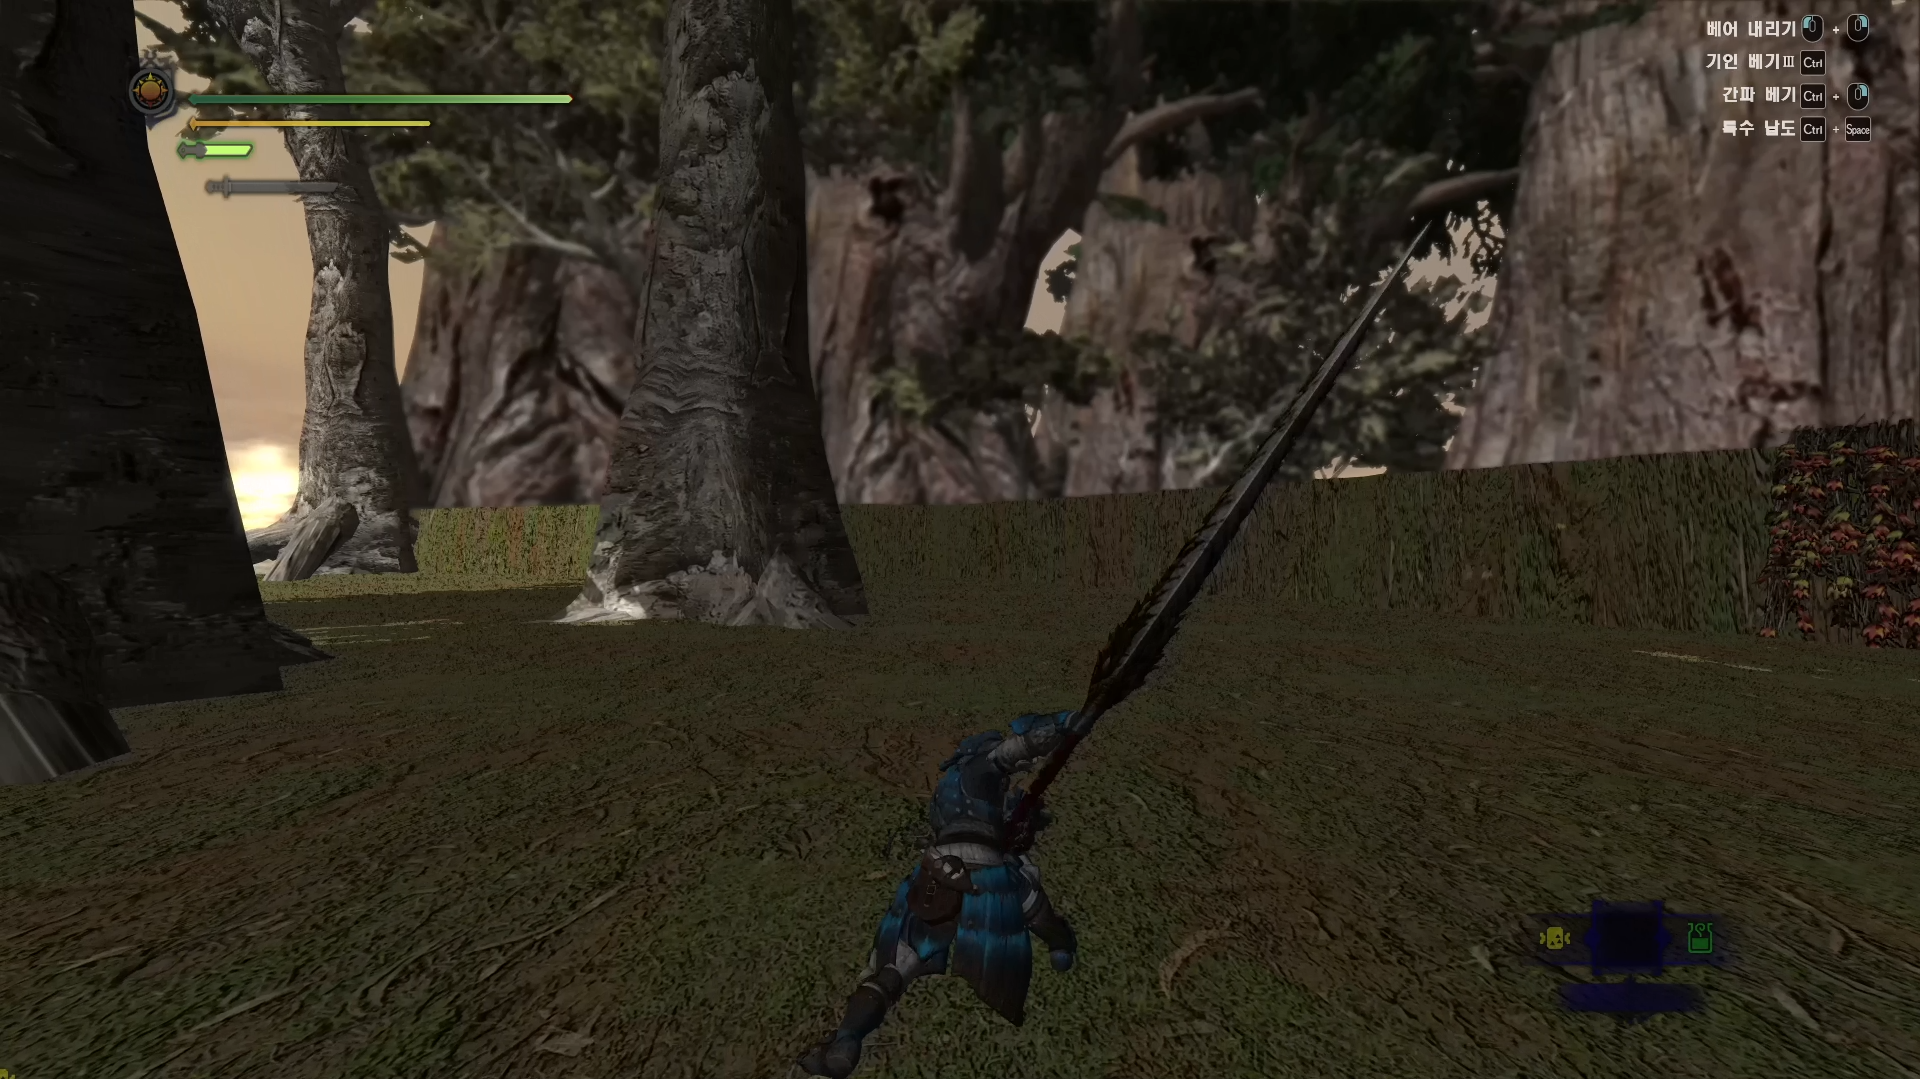 베어 내리기 +
기인 베기Ⅲ Ctrl
간파 베기 Ctrl +
특수 납도 Ctrl + Space